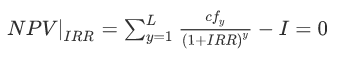 $NPV|_{IRR} = \sum_{y=1}^{L} \frac{cf_y}{(1+IRR)^y} - I = 0$